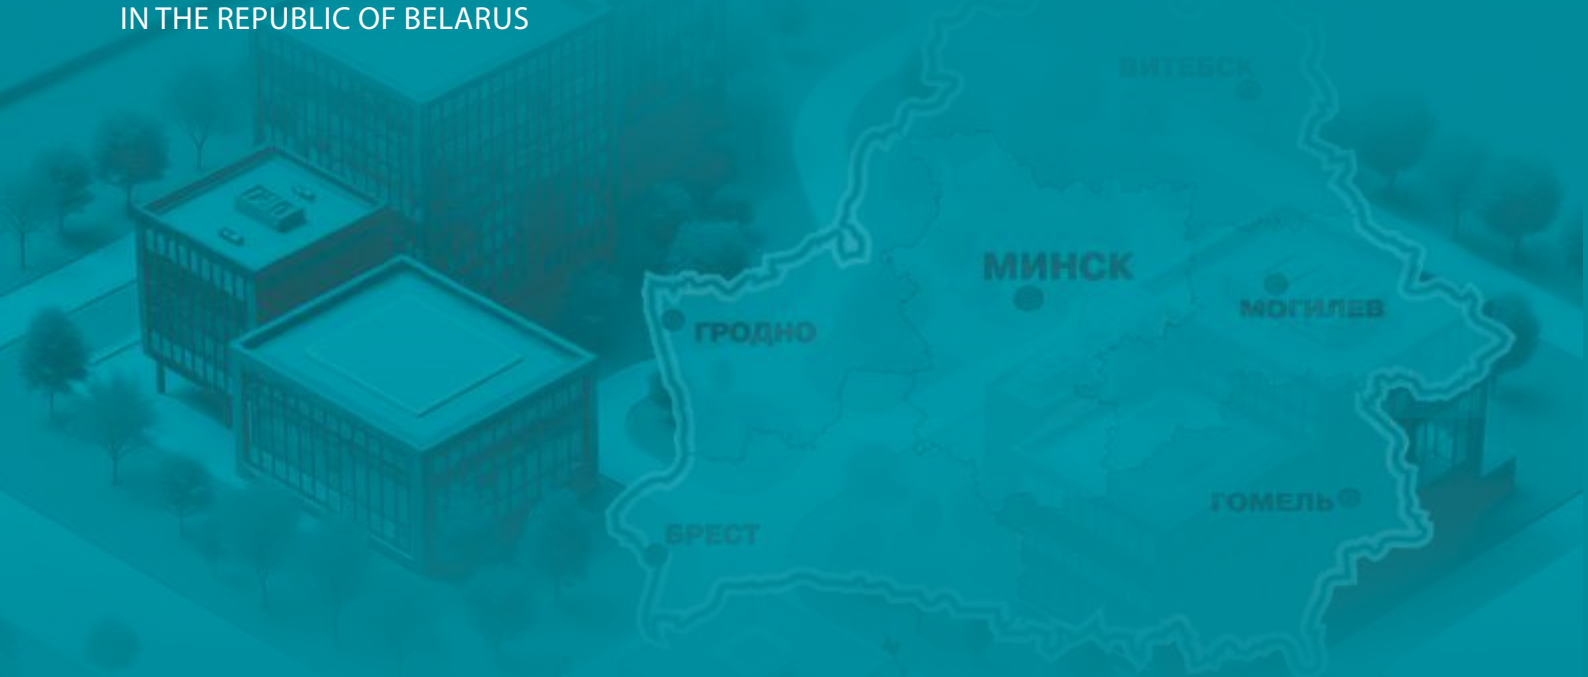 IN THE REPUBLIC OF BELARUS
ВИТЕБСК
МИНСК
МОГИЛЕВ
ГРОДНО
ГОМЕЛЬ
БРЕСТ